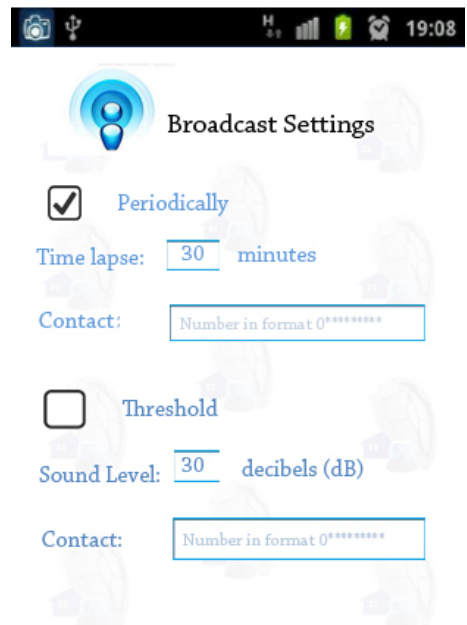 H 19:08
Broadcast Settings
Periodically
Time lapse: 30 minutes
Contact: Number in format 0*********
Threshold
Sound Level: 30 decibels (dB)
Contact: Number in format 0*********